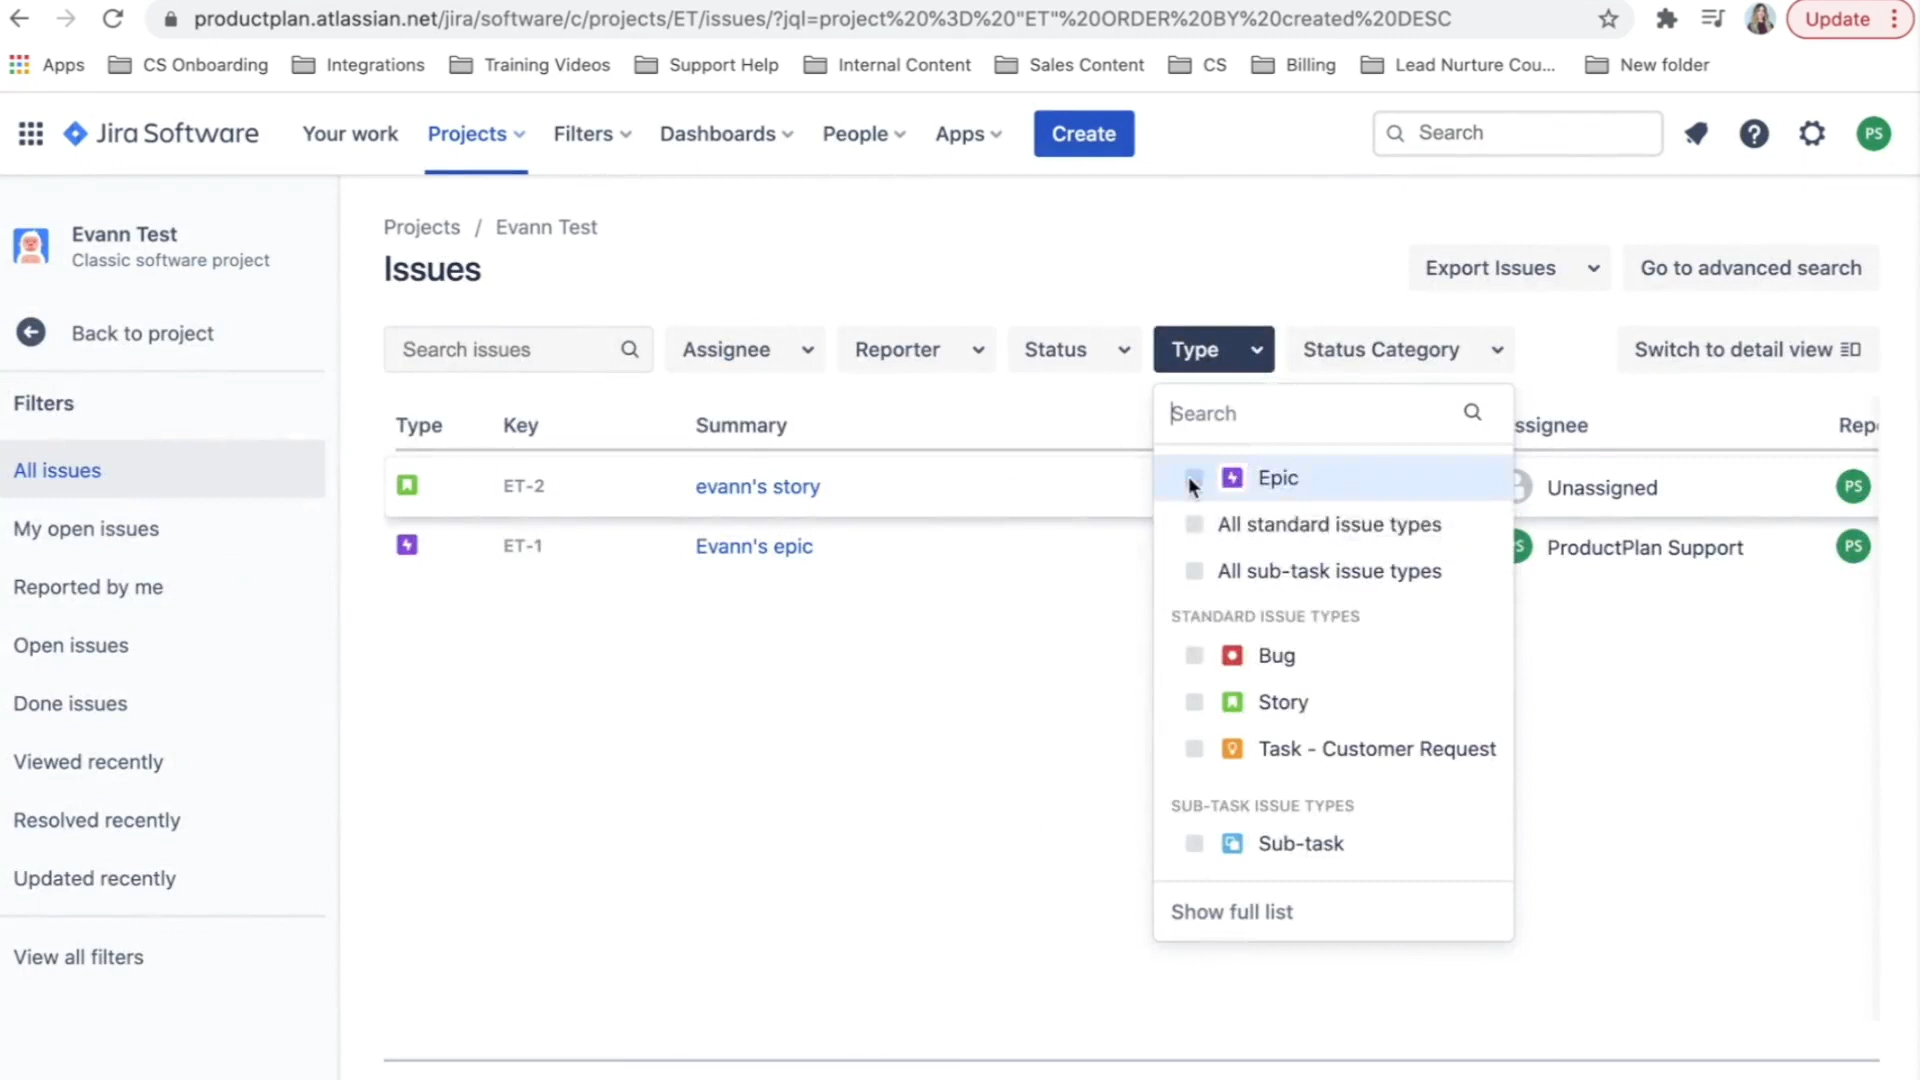 productplan.atlassian.net/jira/software/c/projects/ET/issues/?jql=project%20%3D%20"ET"%20ORDER%20BY%20created%20DESC
Update
Apps CS Onboarding Integrations Training Videos Support Help Internal Content Sales Content CS Billing Lead Nurture Cou... New folder
Jira Software Your work Projects Filters Dashboards People Apps Create Search PS
Evann Test
Classic software project
Back to project
Filters
All issues
My open issues
Reported by me
Open issues
Done issues
Viewed recently
Resolved recently
Updated recently
View all filters
Projects / Evann Test
Issues
Export Issues Go to advanced search
Search issues Assignee Reporter Status Type Status Category Switch to detail view
Type Key Summary ssignee Rep
ET-2 evann's story Unassigned PS
ET-1 Evann's epic S ProductPlan Support PS
Search
Epic
All standard issue types
All sub-task issue types
STANDARD ISSUE TYPES
Bug
Story
Task - Customer Request
SUB-TASK ISSUE TYPES
Sub-task
Show full list